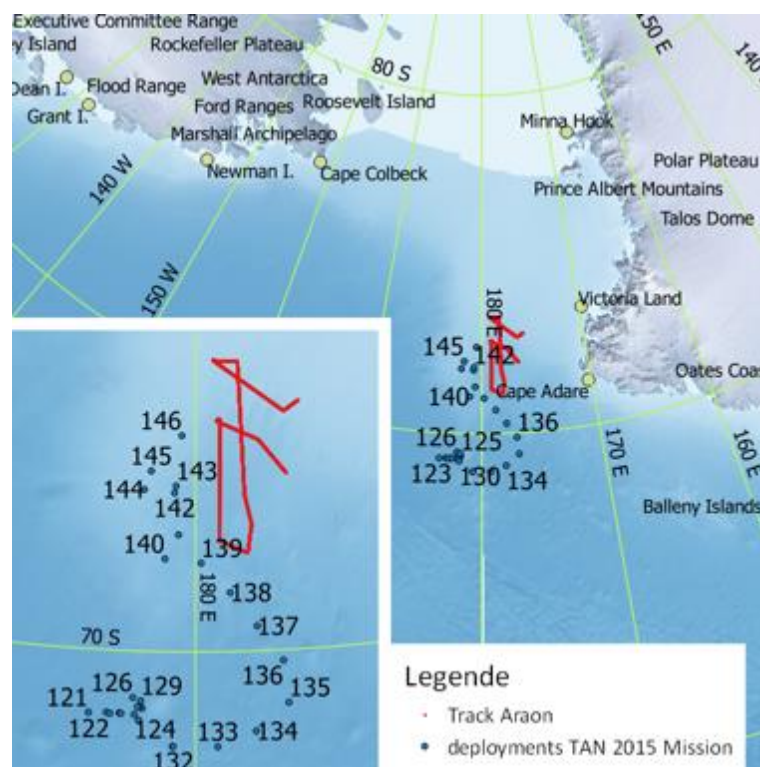 Executive Committee Range
ey Island
Rockefeller Plateau
150 E
140
80 S
Dean I.
Flood Range
West Antarctica
Grant I.
Ford Ranges
Roosevelt Island
Minna Hook
Marshall Archipelago
Newman I.
Cape Colbeck
Polar Plateau
140 W
Prince Albert Mountains
Talos Dome
150 W
180 E
Victoria Land
145
142
Oates Coas
140
Cape Adare
136
126
125
170 E
160 E
123
130
134
Balleny Islands
146
145
143
144
142
140
139
180 E
138
137
70 S
136
135
126
129
121
122
124
133
134
132
Legende
Track Araon
deployments TAN 2015 Mission